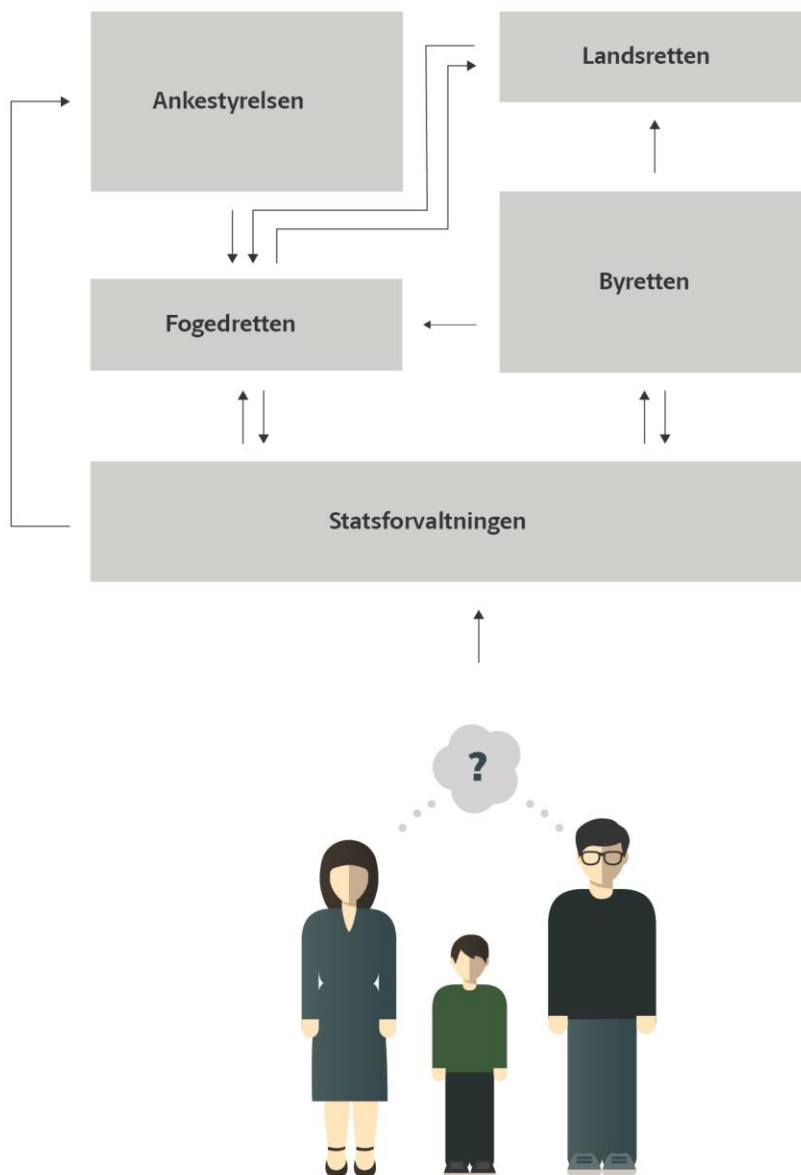 Ankestyrelsen
Landsretten
Fogedretten
Byretten
Statsforvaltningen
?